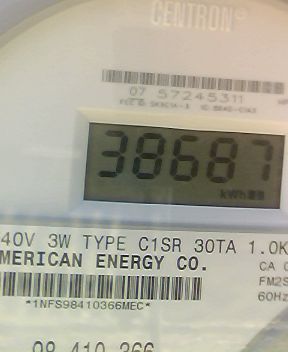 CENTRON®
07 57245311
38687
kWh
40V 3W TYPE C1SR 30TA 1.0K
MERICAN ENERGY CO.
CA 0
FM2S
60Hz
*1NFS98410366MEC*
98 410 366